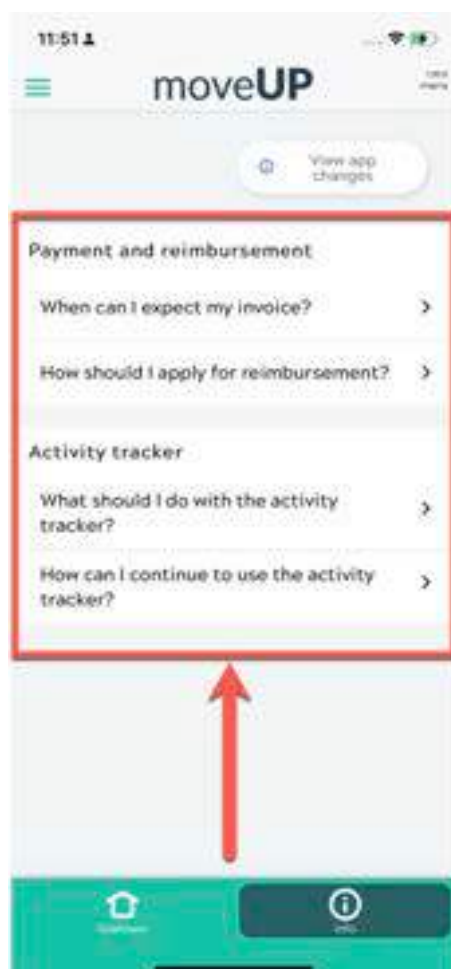 11:51
moveUP
View app
changes
Payment and reimbursement
When can I expect my invoice?
How should I apply for reimbursement?
Activity tracker
What should I do with the activity
tracker?
How can I continue to use the activity
tracker?
Info